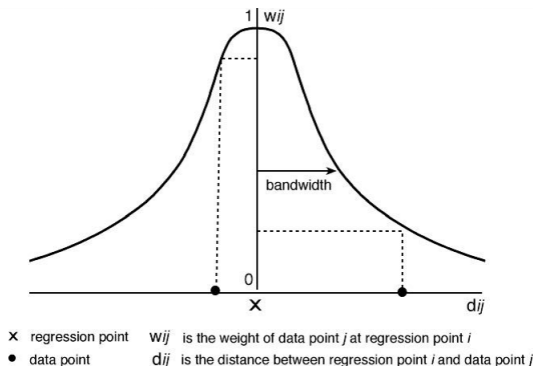 1 wij
bandwidth
0
X dij
x regression point wij is the weight of data point j at regression point i
● data point dij is the distance between regression point i and data point j